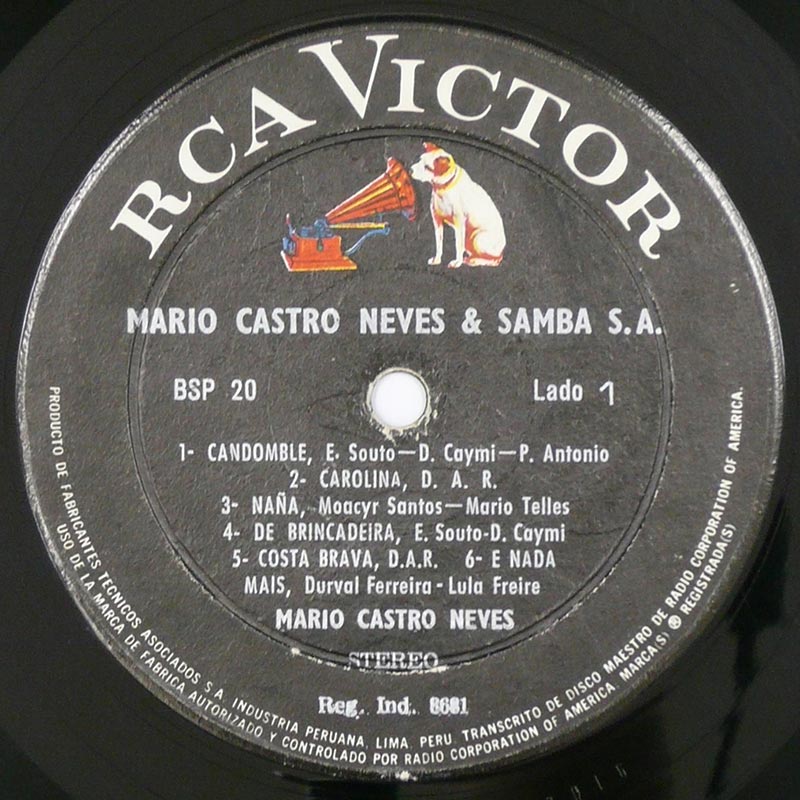 RCA VICTOR
MARIO CASTRO NEVES & SAMBA S.A.
BSP 20
Lado 1
1- CANDOMBLE, E. Souto—D. Caymi—P. Antonio
2- CAROLINA, D. A. R.
3- NAÑA, Moacyr Santos—Mario Telles
4- DE BRINCADEIRA, E. Souto-D. Caymi
5- COSTA BRAVA, D.A.R. 6- E NADA
MAIS, Durval Ferreira-Lula Freire
MARIO CASTRO NEVES
STEREO
Reg. Ind. 8681
PRODUCTO DE FABRICANTES TECNICOS ASOCIADOS S.A. INDUSTRIA PERUANA, LIMA, PERU. TRANSCRITO DE DISCO MAESTRO DE RADIO CORPORATION OF AMERICA.
USO DE LA MARCA DE FABRICA AUTORIZADO Y CONTROLADO POR RADIO CORPORATION OF AMERICA. MARCA(S) ® REGISTRADA(S)